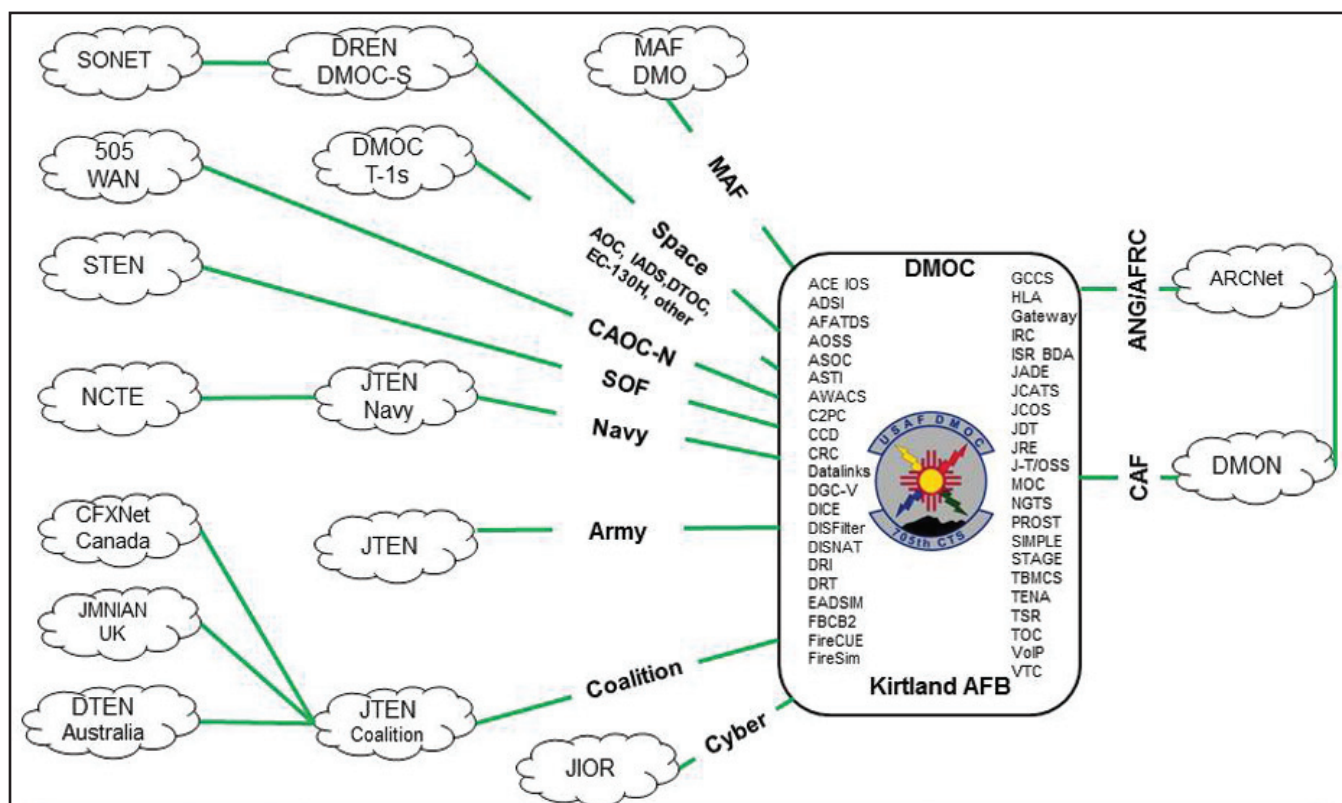 SONET
DREN
DMOC-S
MAF
DMO
505
WAN
DMOC
T-1s
STEN
NCTE
JTEN
Navy
CFXNet
Canada
JTEN
JMNIAN
UK
DTEN
Australia
JTEN
Coalition
JIOR
MAF
Space
AOC, IADS,DTOC,
EC-130H, other
CAOC-N
SOF
Navy
Army
Coalition
Cyber
DMOC
ACE IOS
ADSI
AFATDS
AOSS
ASOC
ASTI
AWACS
C2PC
CCD
CRC
Datalinks
DGC-V
DICE
DISFilter
DISNAT
DRI
DRT
EADSIM
FBCB2
FireCUE
FireSim
USAF DMOC
705th CTS
GCCS
HLA
Gateway
IRC
ISR BDA
JADE
JCATS
JCOS
JDT
JRE
J-T/OSS
MOC
NGTS
PROST
SIMPLE
STAGE
TBMCS
TENA
TSR
TOC
VoIP
VTC
Kirtland AFB
ANG/AFRC
ARCNet
CAF
DMON